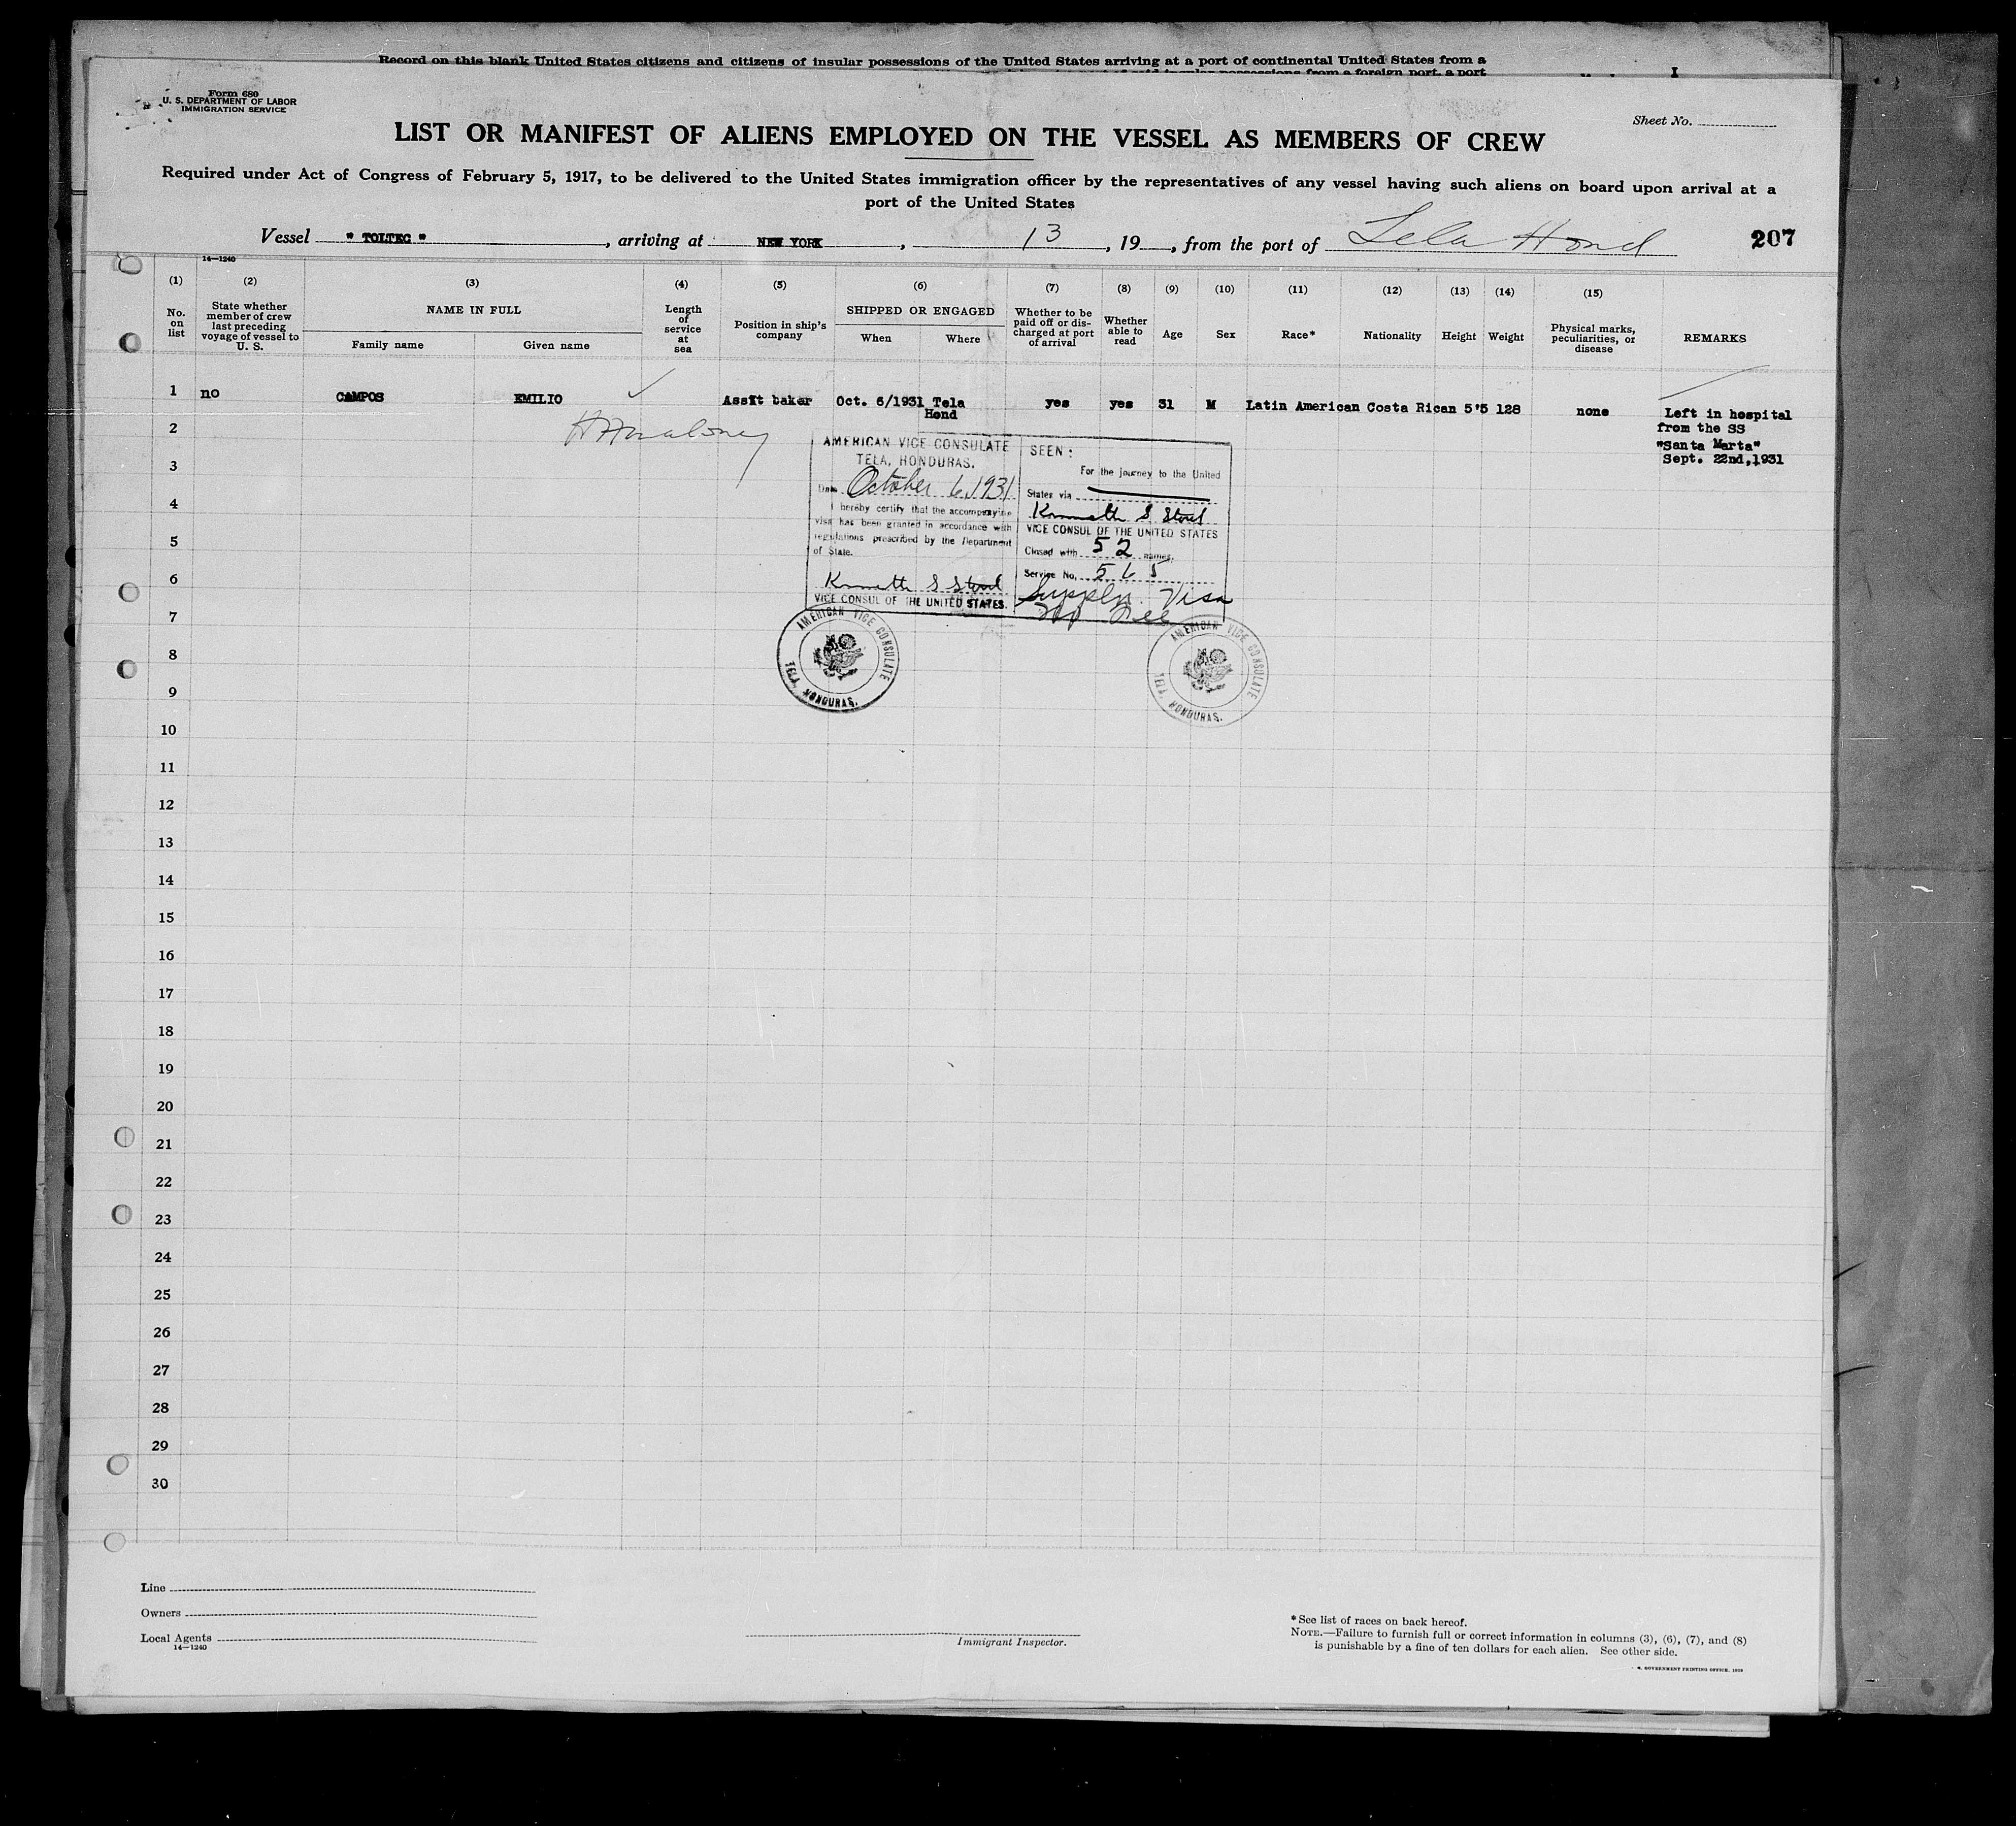 Record on this blank United States citizens and citizens of insular possessions of the United States arriving at a port of continental United States from a
Form 680
U. S. DEPARTMENT OF LABOR
IMMIGRATION SERVICE
Sheet No.
LIST OR MANIFEST OF ALIENS EMPLOYED ON THE VESSEL AS MEMBERS OF CREW
Required under Act of Congress of February 5, 1917, to be delivered to the United States immigration officer by the representatives of any vessel having such aliens on board upon arrival at a
port of the United States
Vessel " TOLTEC ", arriving at NEW YORK, 13, 19, from the port of Tela Hond 207
14—1240
(1) (2) (3) (4) (5) (6) (7) (8) (9) (10) (11) (12) (13) (14) (15)
No. on list
State whether member of crew last preceding voyage of vessel to U. S.
NAME IN FULL
Family name
Given name
Length of service at sea
Position in ship's company
SHIPPED OR ENGAGED
When
Where
Whether to be paid off or dis-charged at port of arrival
Whether able to read
Age
Sex
Race*
Nationality
Height
Weight
Physical marks, peculiarities, or disease
REMARKS
1 no CAMPOS EMILIO Assit baker Oct. 6/1931 Tela Hond yes yes 31 M Latin American Costa Rican 5'5 128 none Left in hospital
from the SS
"Santa Marta"
Sept. 22nd,1931
2
3
4
5
6
7
8
9
10
11
12
13
14
15
16
17
18
19
20
21
22
23
24
25
26
27
28
29
30
AMERICAN VICE CONSULATE
TELA, HONDURAS.
Date October 6, 1931
I hereby certify that the accompanying
visa has been granted in accordance with
regulations prescribed by the Department
of State.
VICE CONSUL OF THE UNITED STATES.
SEEN:
For the journey to the United
States via
VICE CONSUL OF THE UNITED STATES
Closed with 52 names.
Service No. 565
Supplm. Visa
No Fee
AMERICAN VICE CONSULATE
TELA, HONDURAS.
AMERICAN VICE CONSULATE
TELA, HONDURAS.
Line
Owners
Local Agents
14—1240
Immigrant Inspector.
*See list of races on back hereof.
NOTE.—Failure to furnish full or correct information in columns (3), (6), (7), and (8)
is punishable by a fine of ten dollars for each alien. See other side.
GOVERNMENT PRINTING OFFICE